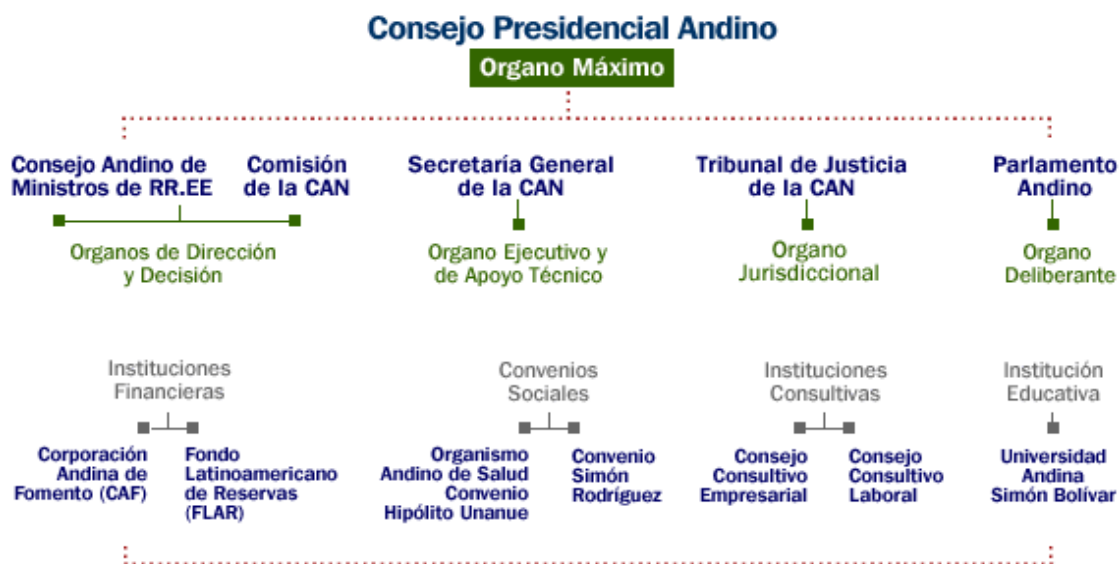 Consejo Presidencial Andino
Organo Máximo
Consejo Andino de
Ministros de RR.EE
Comisión
de la CAN
Secretaría General
de la CAN
Tribunal de Justicia
de la CAN
Parlamento
Andino
Organos de Dirección
y Decisión
Organo Ejecutivo y
de Apoyo Técnico
Organo
Jurisdiccional
Organo
Deliberante
Instituciones
Financieras
Convenios
Sociales
Instituciones
Consultivas
Institución
Educativa
Corporación
Andina de
Fomento (CAF)
Fondo
Latinoamericano
de Reservas
(FLAR)
Organismo
Andino de Salud
Convenio
Hipólito Unanue
Convenio
Simón
Rodríguez
Consejo
Consultivo
Empresarial
Consejo
Consultivo
Laboral
Universidad
Andina
Simón Bolívar